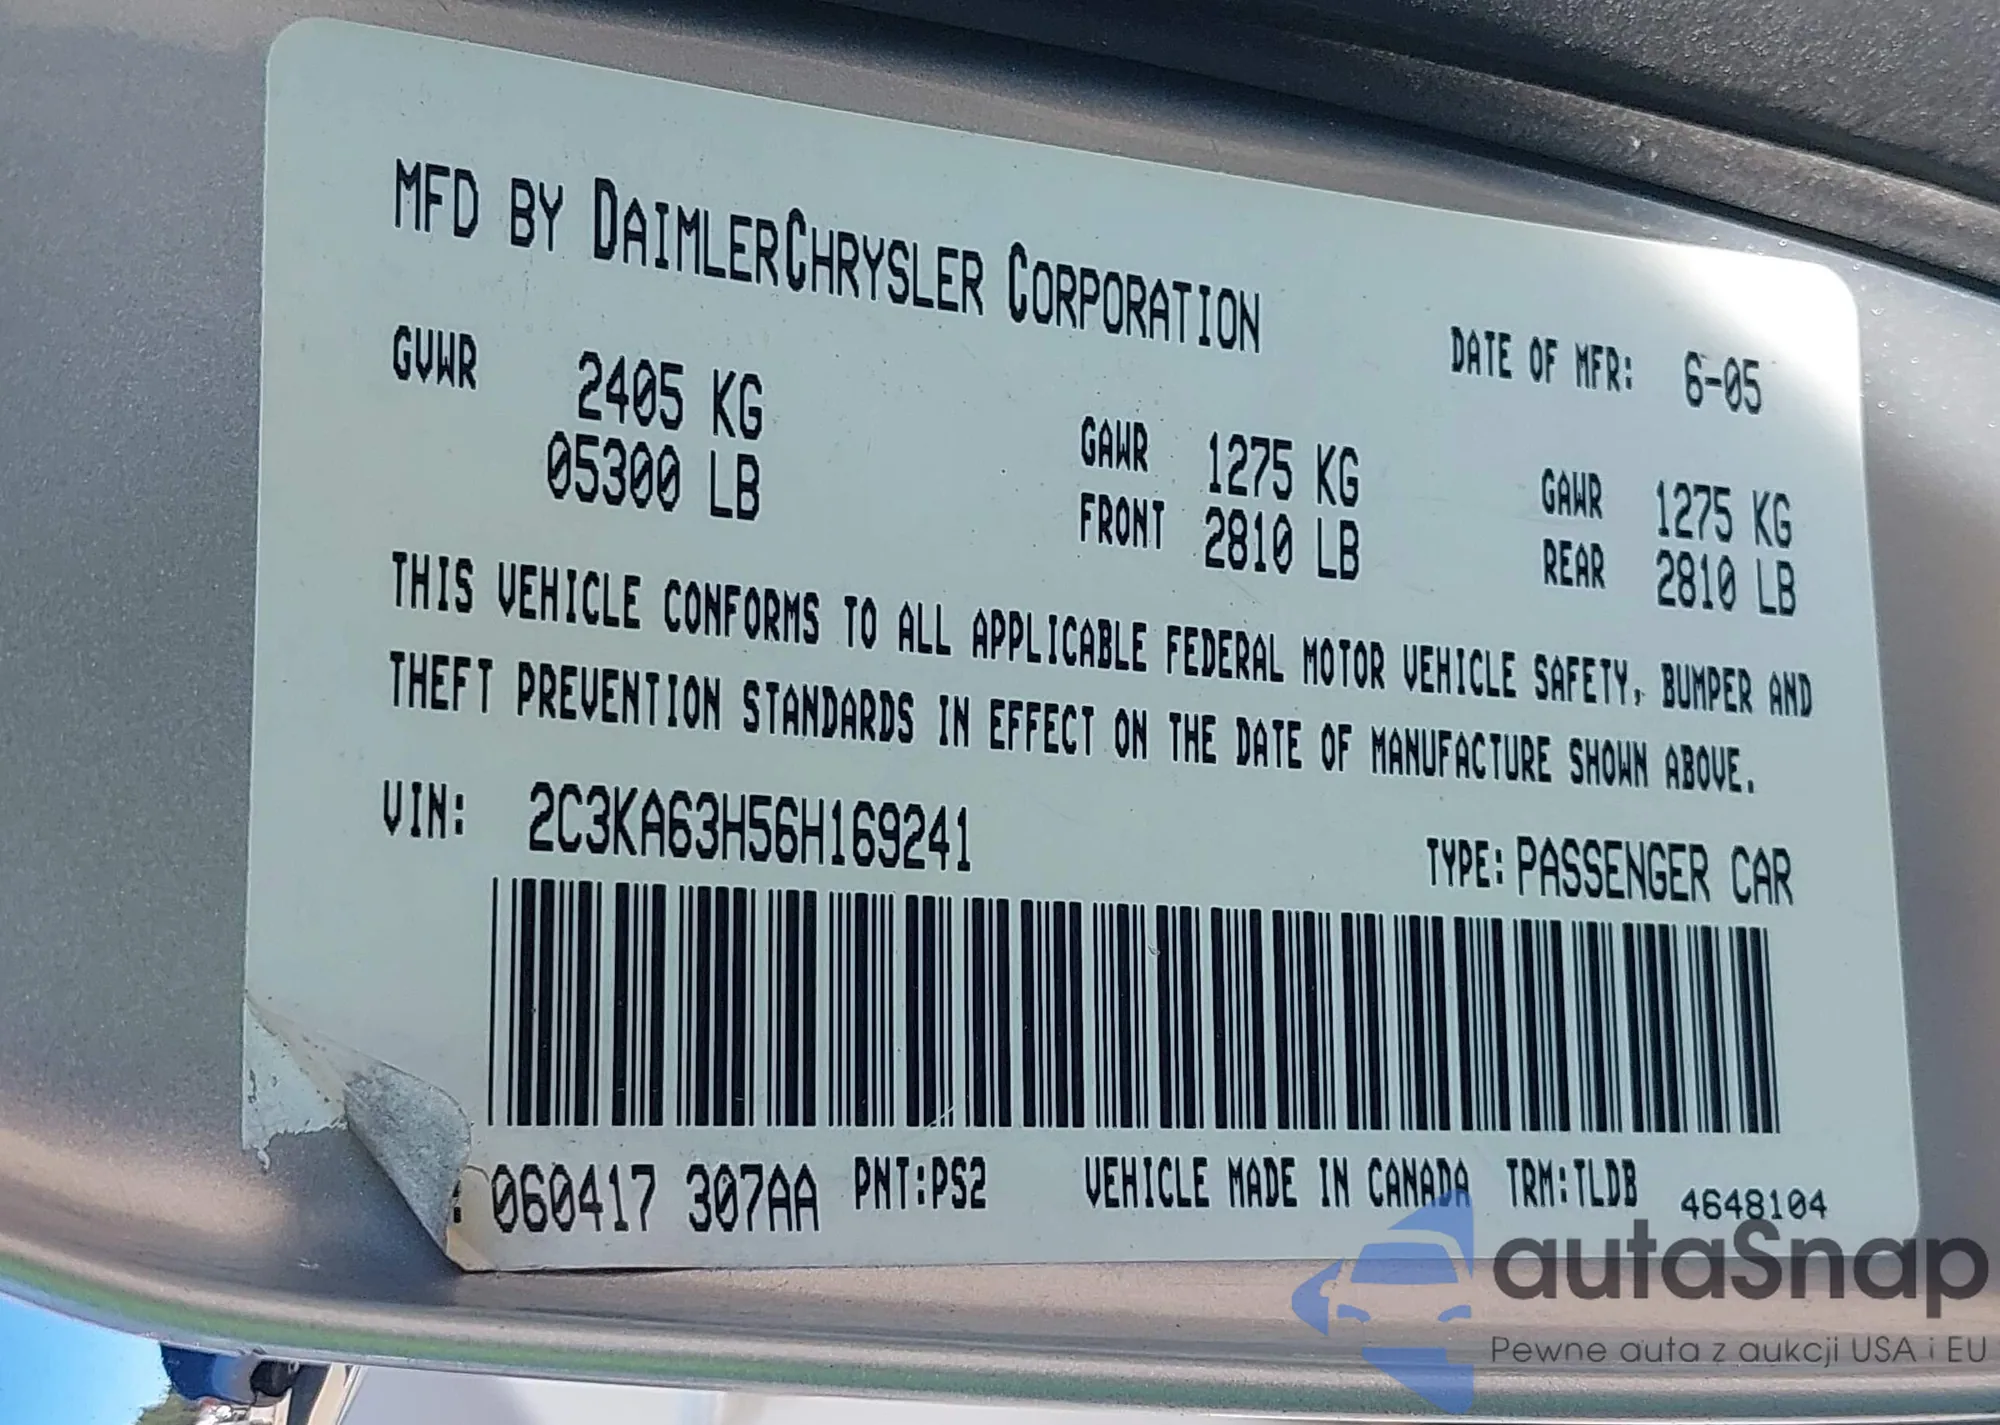 MFD BY DAIMLERCHRYSLER CORPORATION
DATE OF MFR: 6-05
GVWR 2405 KG
05300 LB
GAWR 1275 KG
FRONT 2810 LB
GAWR 1275 KG
REAR 2810 LB
THIS VEHICLE CONFORMS TO ALL APPLICABLE FEDERAL MOTOR VEHICLE SAFETY, BUMPER AND
THEFT PREVENTION STANDARDS IN EFFECT ON THE DATE OF MANUFACTURE SHOWN ABOVE.
VIN: 2C3KA63H56H169241
TYPE: PASSENGER CAR
: 060417 307AA PNT:PS2 VEHICLE MADE IN CANADA TRM:TLDB 4648104
autaSnap
Pewne auta z aukcji USA i EU